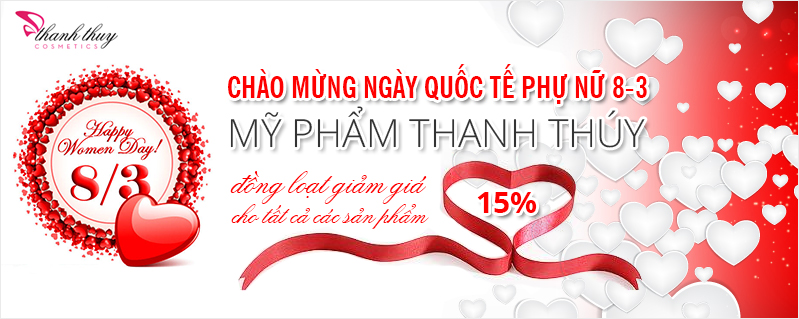 thanh thuy
COSMETICS
Happy
Women Day!
8/3
CHÀO MỪNG NGÀY QUỐC TẾ PHỤ NỮ 8-3
MỸ PHẨM THANH THÚY
đồng loạt giảm giá
cho tất cả các sản phẩm
15%